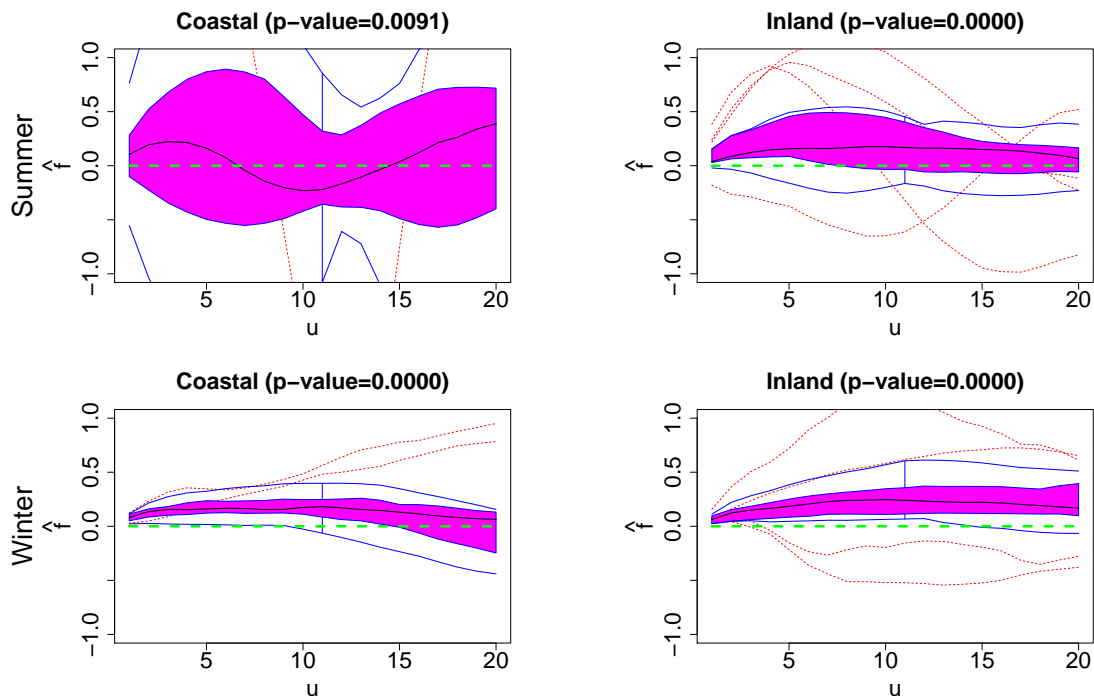 Coastal (p−value=0.0091)
Inland (p−value=0.0000)
Summer
f̂
1.0
0.5
0.0
−1.0
5
10
15
20
u
f̂
1.0
0.5
0.0
−1.0
5
10
15
20
u
Coastal (p−value=0.0000)
Inland (p−value=0.0000)
Winter
f̂
1.0
0.5
0.0
−1.0
5
10
15
20
u
f̂
1.0
0.5
0.0
−1.0
5
10
15
20
u